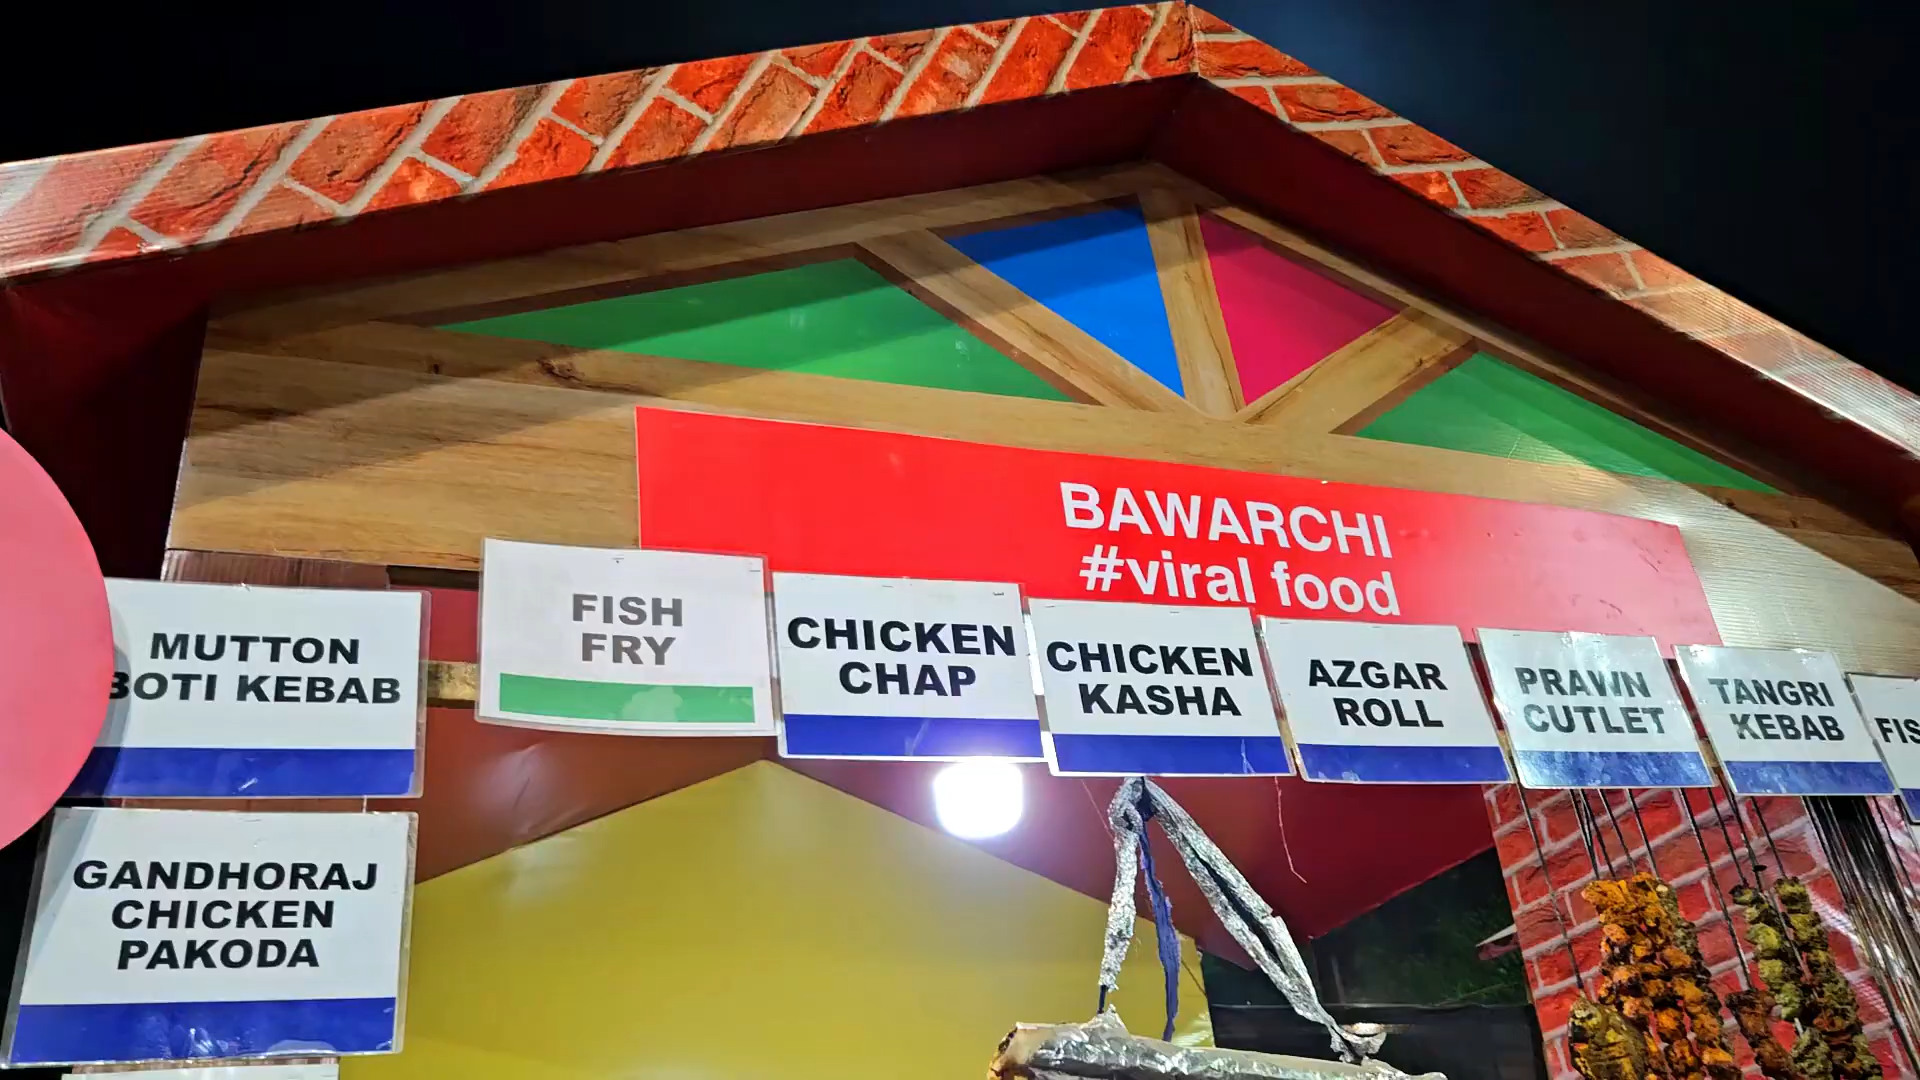 BAWARCHI
#viral food
MUTTON
BOTI KEBAB
FISH
FRY
CHICKEN
CHAP
CHICKEN
KASHA
AZGAR
ROLL
PRAWN
CUTLET
TANGRI
KEBAB
GANDHORAJ
CHICKEN
PAKODA